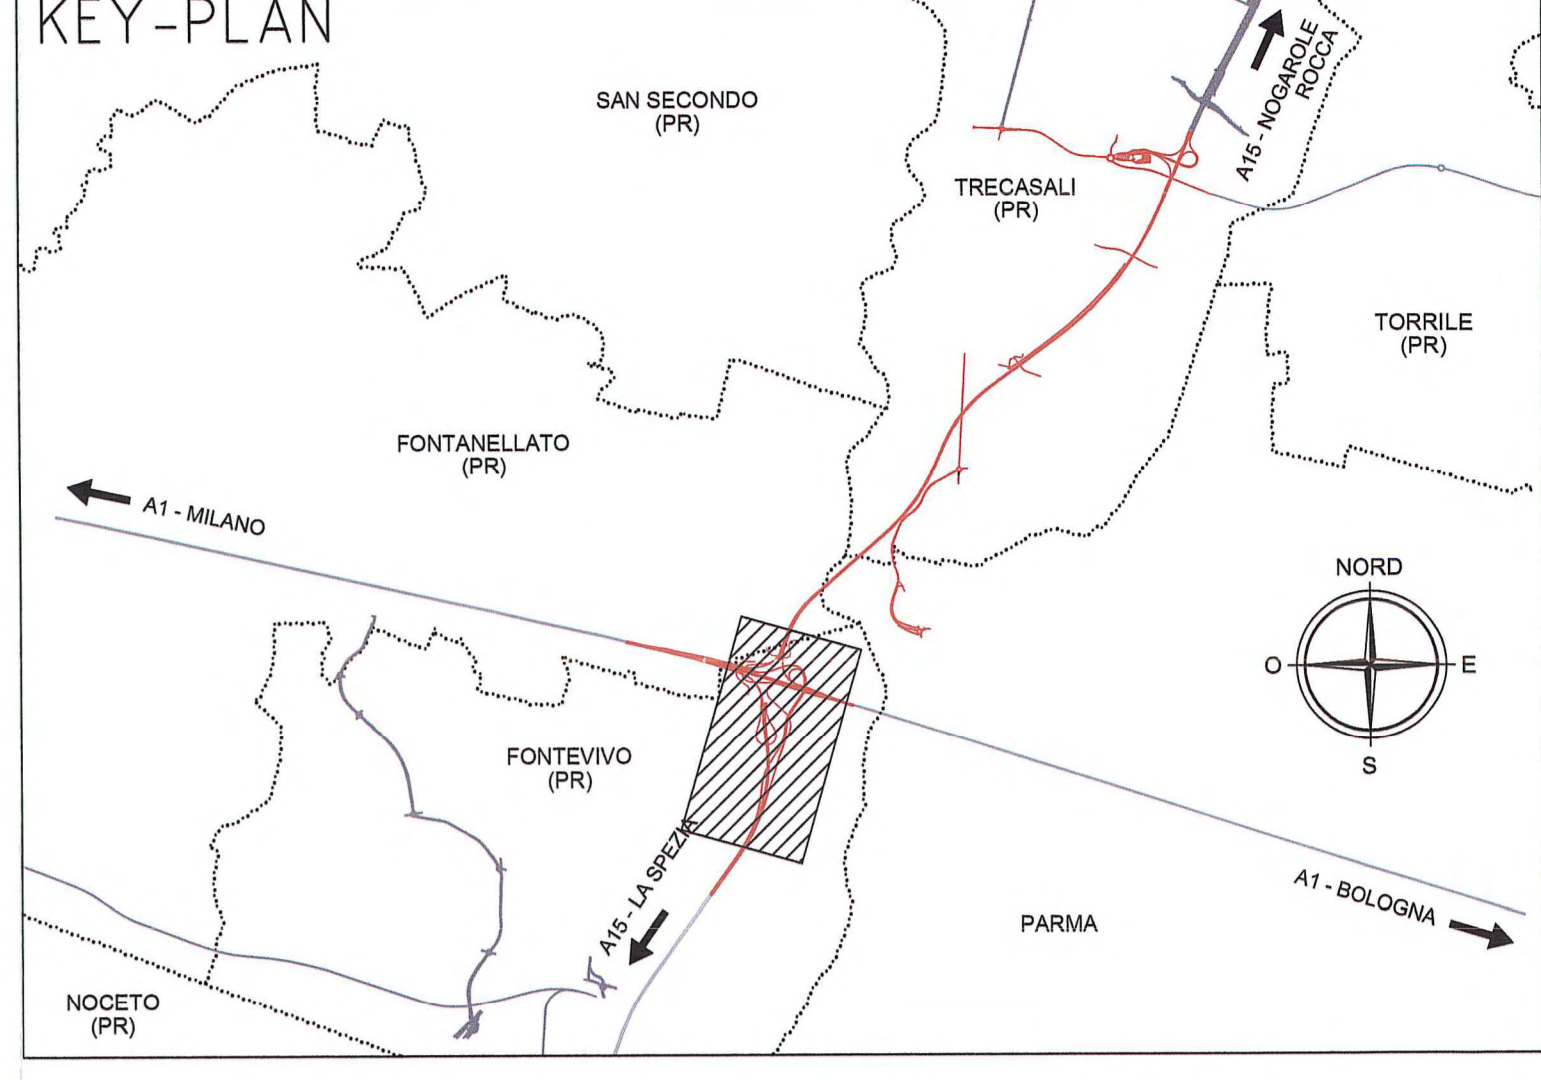 KEY-PLAN
SAN SECONDO
(PR)
A15 - NOGAROLE
ROCCA
TRECASALI
(PR)
TORRILE
(PR)
FONTANELLATO
(PR)
A1 - MILANO
NORD
O
E
S
FONTEVIVO
(PR)
A15 - LA SPEZIA
A1 - BOLOGNA
PARMA
NOCETO
(PR)